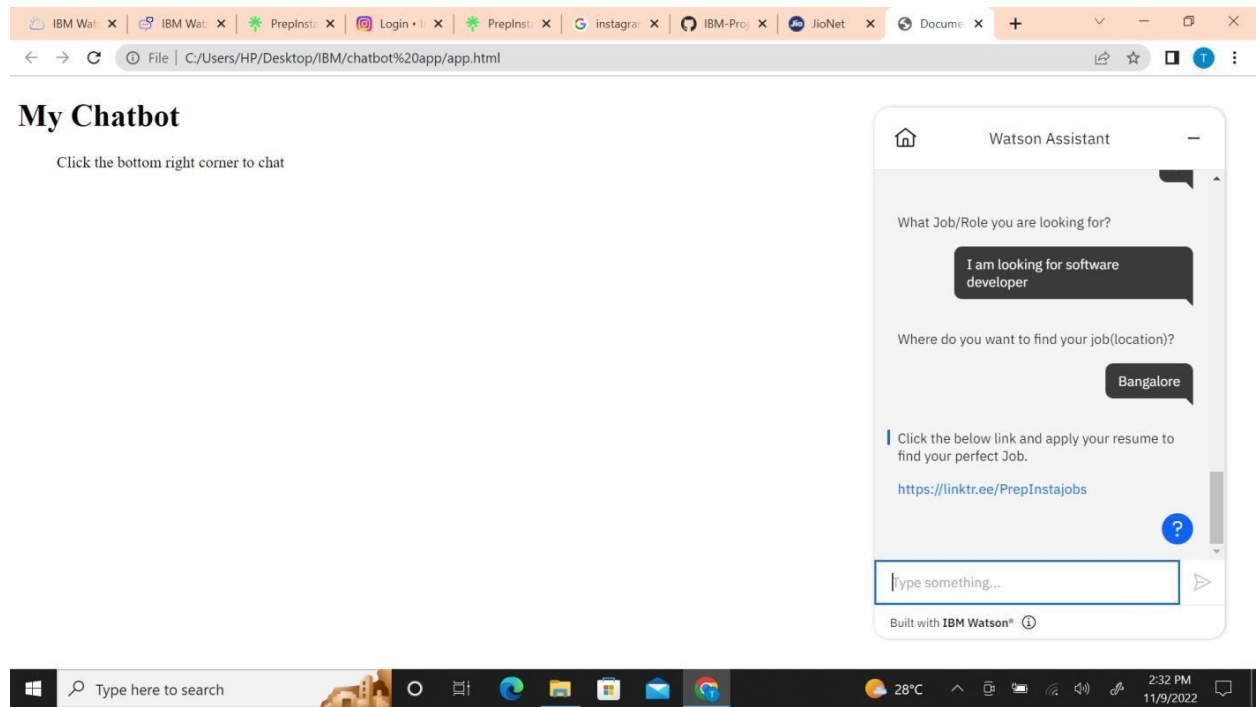 IBM Wat
IBM Wat
PrepInsta
Login • I
PrepInsta
instagra
IBM-Proj
JioNet
Docume
File | C:/Users/HP/Desktop/IBM/chatbot%20app/app.html
T
My Chatbot
Click the bottom right corner to chat
Watson Assistant
What Job/Role you are looking for?
I am looking for software
developer
Where do you want to find your job(location)?
Bangalore
Click the below link and apply your resume to
find your perfect Job.
https://linktr.ee/PrepInstajobs
?
Type something...
Built with IBM Watson®
Type here to search
28°C
2:32 PM
11/9/2022